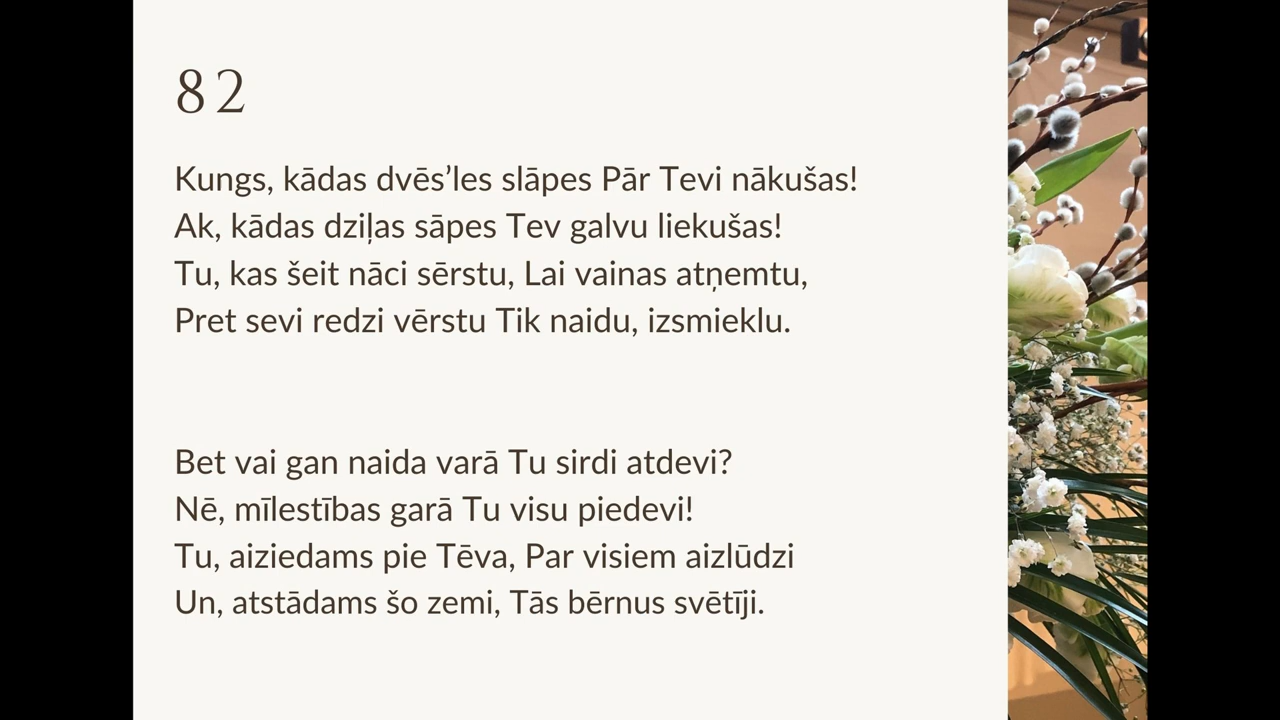 82
Kungs, kādas dvēs’les slāpes Pār Tevi nākušas!
Ak, kādas dziļas sāpes Tev galvu liekušas!
Tu, kas šeit nāci sērstu, Lai vainas atņemtu,
Pret sevi redzi vērstu Tik naidu, izsmieklu.
Bet vai gan naida varā Tu sirdi atdevi?
Nē, mīlestības garā Tu visu piedevi!
Tu, aiziedams pie Tēva, Par visiem aizlūdzi
Un, atstādams šo zemi, Tās bērnus svētīji.